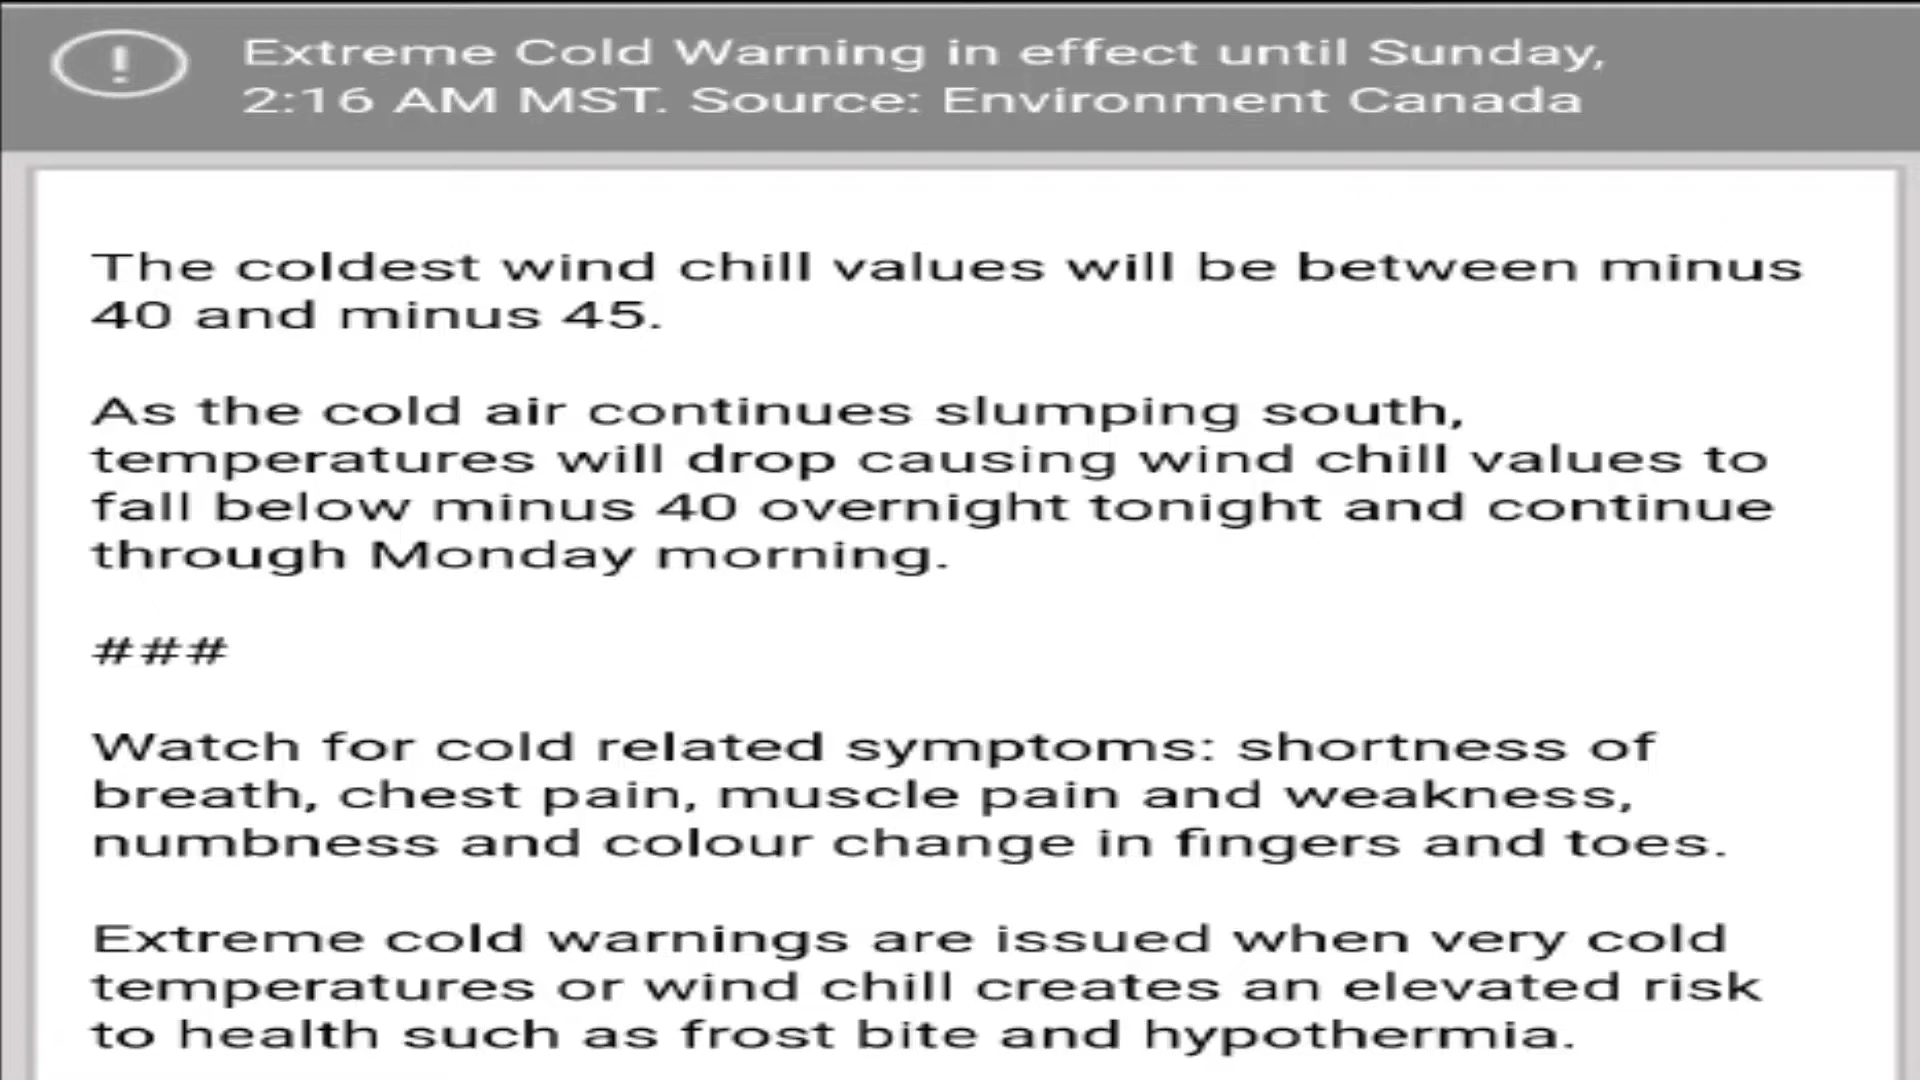 Extreme Cold Warning in effect until Sunday,
2:16 AM MST. Source: Environment Canada
The coldest wind chill values will be between minus
40 and minus 45.
As the cold air continues slumping south,
temperatures will drop causing wind chill values to
fall below minus 40 overnight tonight and continue
through Monday morning.
###
Watch for cold related symptoms: shortness of
breath, chest pain, muscle pain and weakness,
numbness and colour change in fingers and toes.
Extreme cold warnings are issued when very cold
temperatures or wind chill creates an elevated risk
to health such as frost bite and hypothermia.